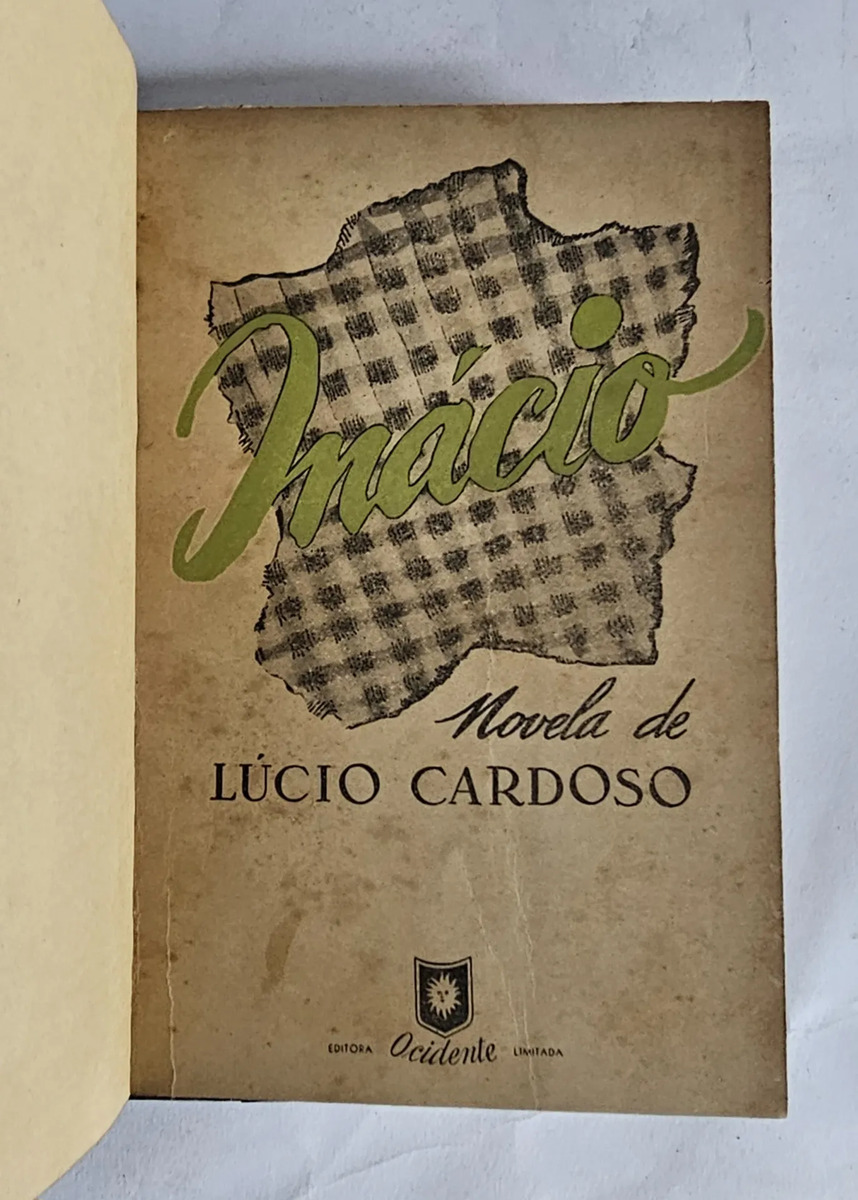 Inácio
Novela de
LÚCIO CARDOSO
EDITORA Ocidente LIMITADA